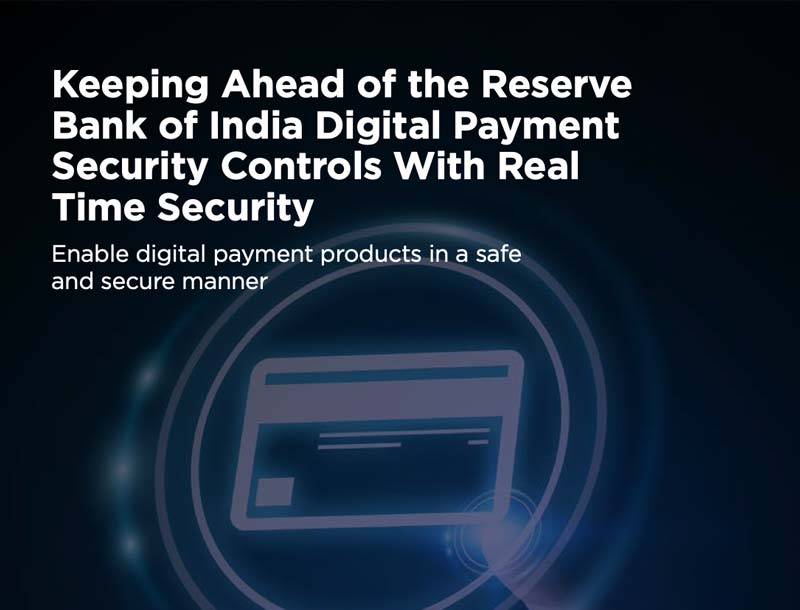 Keeping Ahead of the Reserve
Bank of India Digital Payment
Security Controls With Real
Time Security
Enable digital payment products in a safe
and secure manner